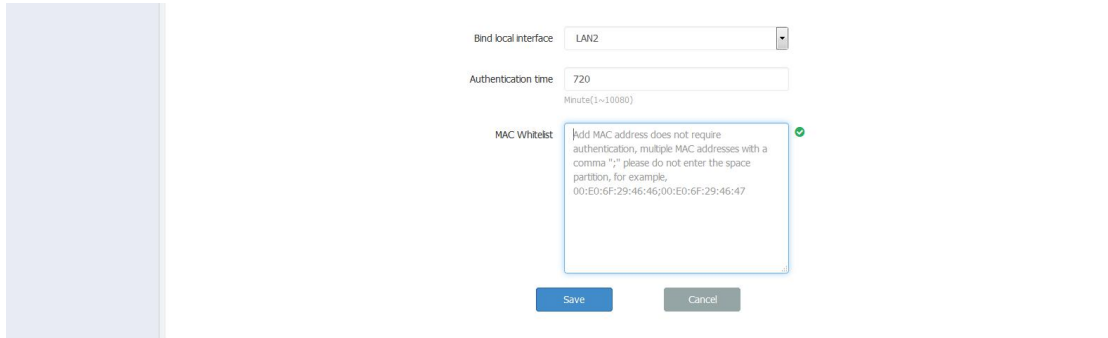 Bind local interface LAN2
Authentication time 720
Minute(1~10080)
MAC Whitelist Add MAC address does not require
authentication, multiple MAC addresses with a
comma ";" please do not enter the space
partition, for example,
00:E0:6F:29:46:46;00:E0:6F:29:46:47
Save Cancel